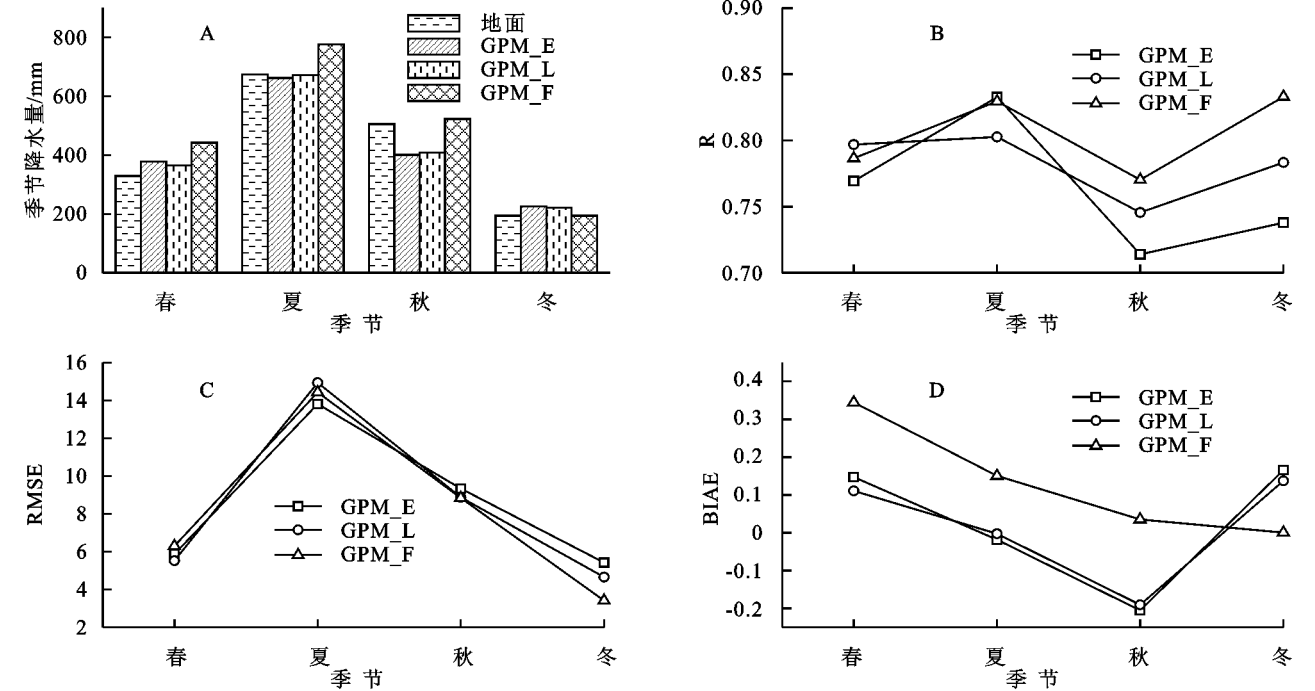 A
季节降水量/mm
800
600
400
200
0
春
夏
秋
冬
季 节
地面
GPM_E
GPM_L
GPM_F
B
R
0.90
0.85
0.80
0.75
0.70
春
夏
秋
冬
季 节
GPM_E
GPM_L
GPM_F
C
RMSE
16
14
12
10
8
6
4
2
春
夏
秋
冬
季 节
GPM_E
GPM_L
GPM_F
D
BIAE
0.4
0.3
0.2
0.1
0
-0.1
-0.2
春
夏
秋
冬
季 节
GPM_E
GPM_L
GPM_F